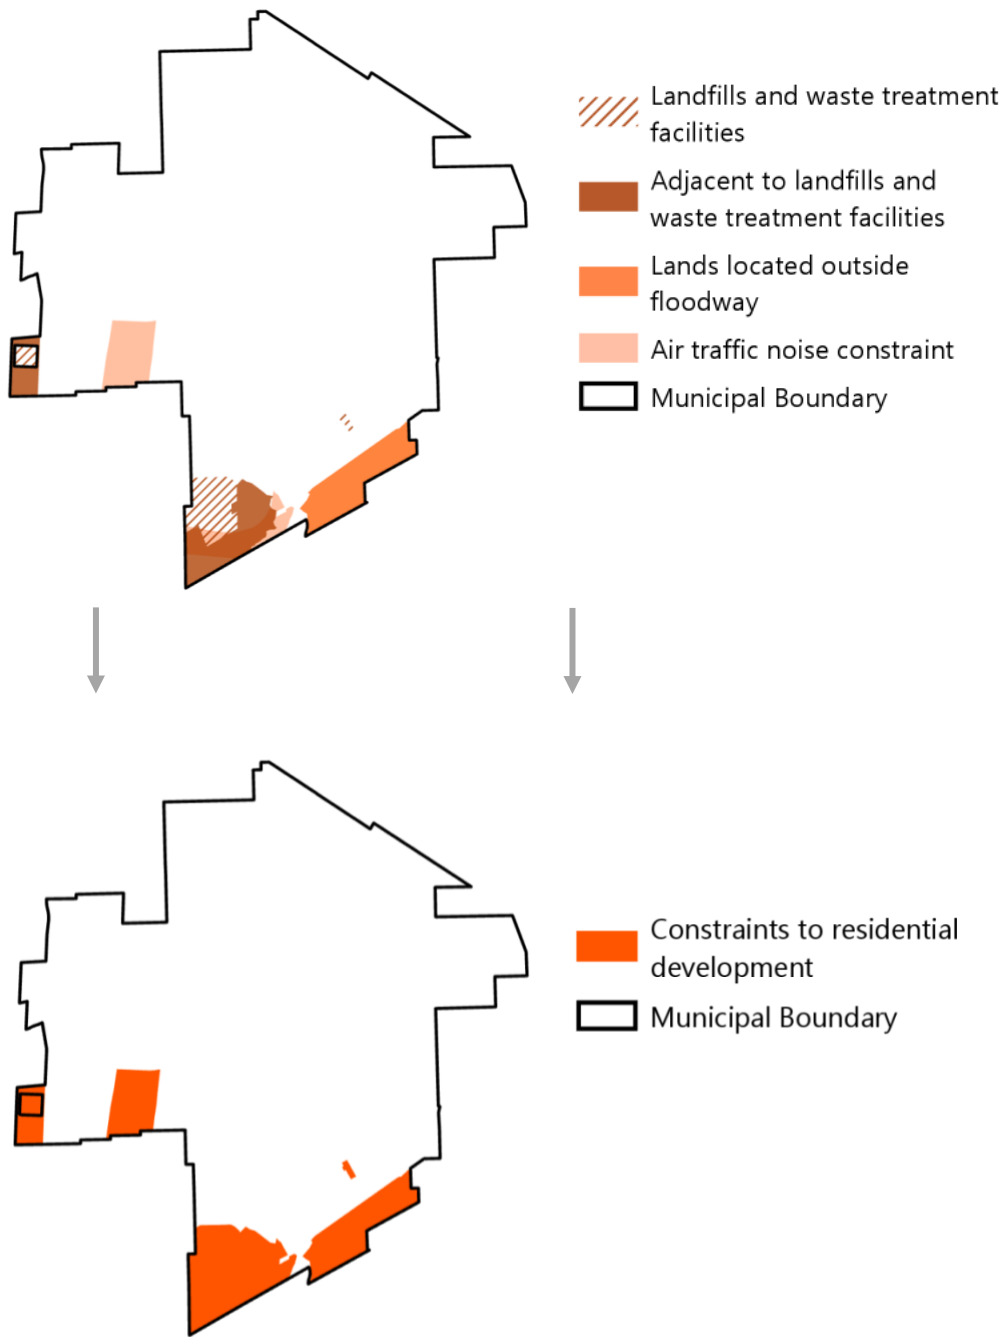 Landfills and waste treatment
facilities
Adjacent to landfills and
waste treatment facilities
Lands located outside
floodway
Air traffic noise constraint
Municipal Boundary
Constraints to residential
development
Municipal Boundary